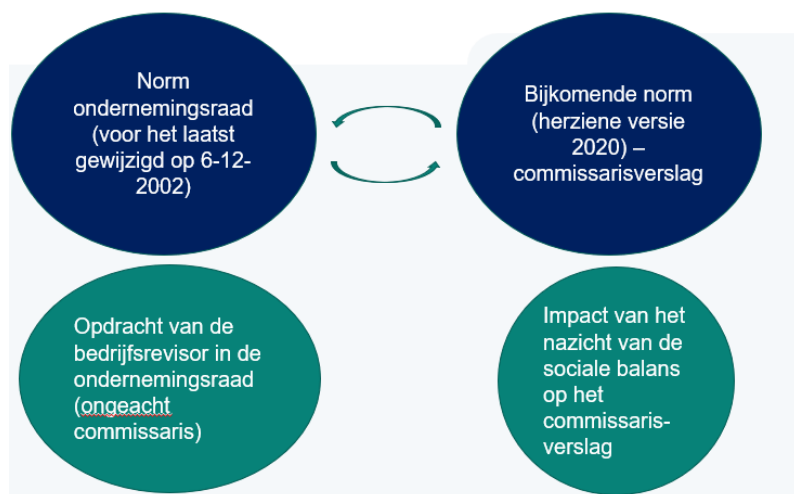 Norm
ondernemingsraad
(voor het laatst
gewijzigd op 6-12-
2002)
Bijkomende norm
(herziene versie
2020) –
commissarisverslag
Opdracht van de
bedrijfsrevisor in de
ondernemingsraad
(ongeacht
commissaris)
Impact van het
nazicht van de
sociale balans
op het
commissaris-
verslag